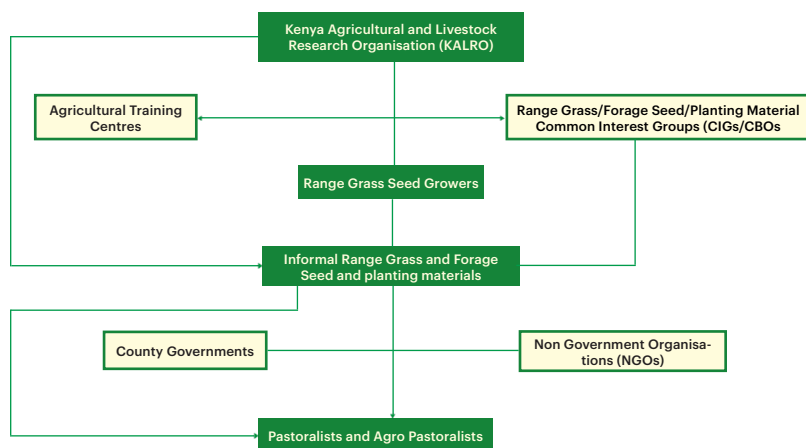 Kenya Agricultural and Livestock
Research Organisation (KALRO)
Agricultural Training
Centres
Range Grass/Forage Seed/Planting Material
Common Interest Groups (CIGs/CBOs
Range Grass Seed Growers
Informal Range Grass and Forage
Seed and planting materials
County Governments
Non Government Organisa-
tions (NGOs)
Pastoralists and Agro Pastoralists